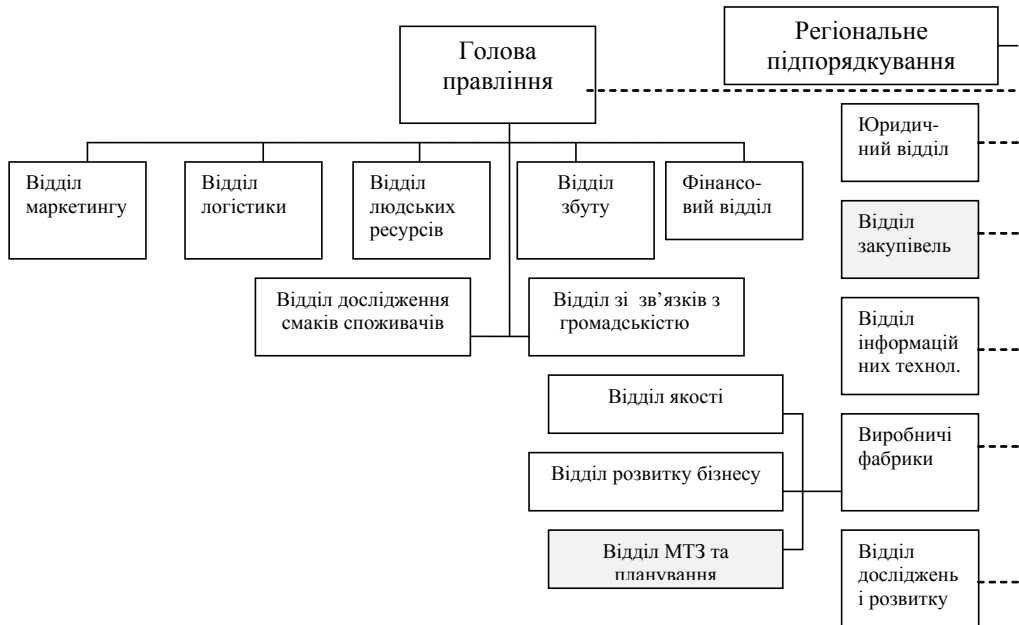 Голова
правління
Регіональне
підпорядкування
Юридич-
ний відділ
Відділ
маркетингу
Відділ
логістики
Відділ
людських
ресурсів
Відділ
збуту
Фінансо-
вий відділ
Відділ
закупівель
Відділ дослідження
смаків споживачів
Відділ зі зв’язків з
громадськістю
Відділ
інформацій
них технол.
Відділ якості
Виробничі
фабрики
Відділ розвитку бізнесу
Відділ МТЗ та
планування
Відділ
досліджень
і розвитку